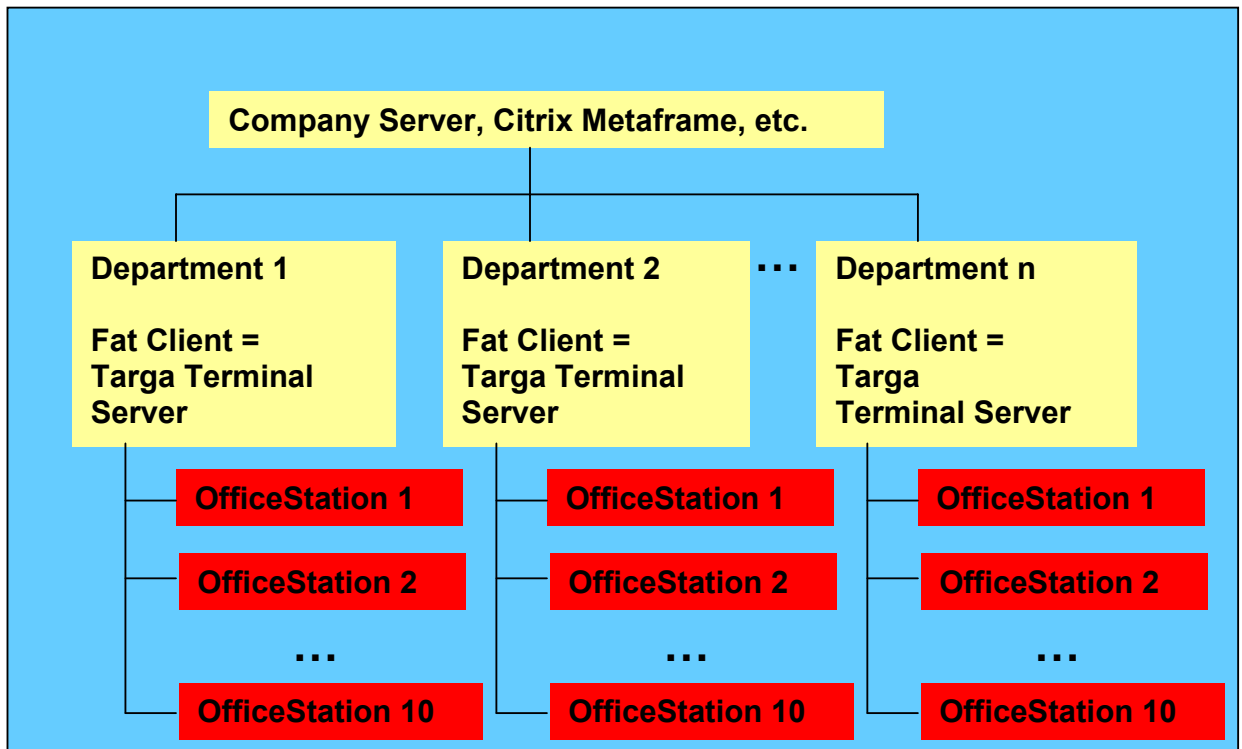 Company Server, Citrix Metaframe, etc.
Department 1
Fat Client =
Targa Terminal
Server
Department 2
Fat Client =
Targa Terminal
Server
...
Department n
Fat Client =
Targa
Terminal Server
OfficeStation 1
OfficeStation 2
...
OfficeStation 10
OfficeStation 1
OfficeStation 2
...
OfficeStation 10
OfficeStation 1
OfficeStation 2
...
OfficeStation 10